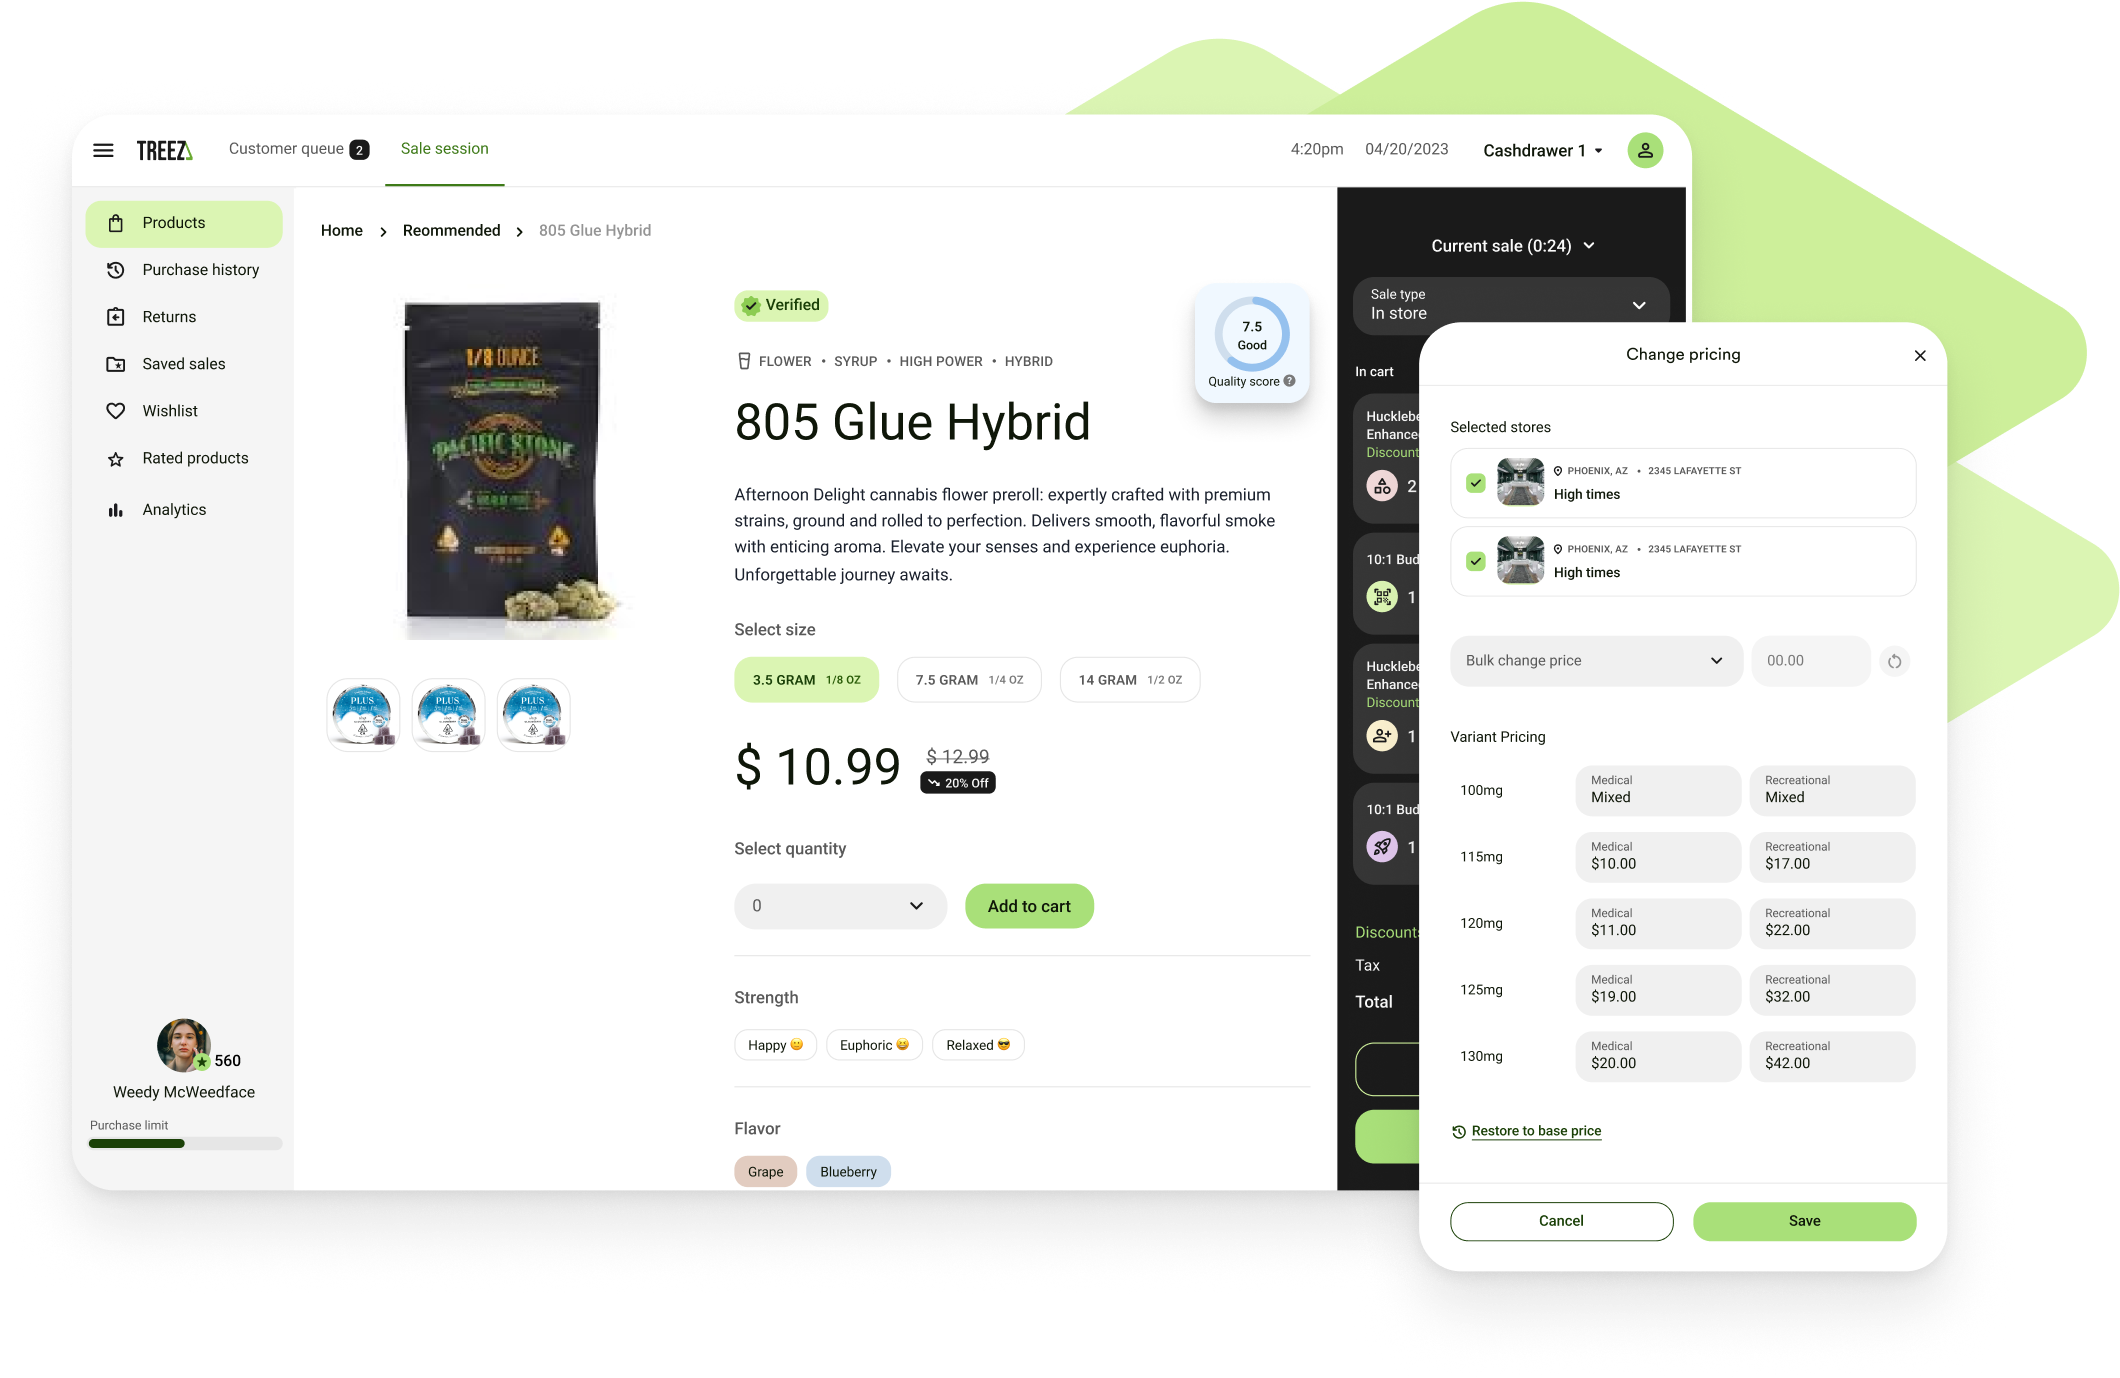 TREEZ
Customer queue 2
Sale session
4:20pm 04/20/2023
Cashdrawer 1
Products
Purchase history
Returns
Saved sales
Wishlist
Rated products
Analytics
560
Weedy McWeedface
Purchase limit
Home > Reommended > 805 Glue Hybrid
1/8 OUNCE
PACIFIC STONE
PLUS
PLUS
PLUS
Verified
FLOWER • SYRUP • HIGH POWER • HYBRID
805 Glue Hybrid
7.5
Good
Quality score ?
Afternoon Delight cannabis flower preroll: expertly crafted with premium
strains, ground and rolled to perfection. Delivers smooth, flavorful smoke
with enticing aroma. Elevate your senses and experience euphoria.
Unforgettable journey awaits.
Select size
3.5 GRAM 1/8 OZ
7.5 GRAM 1/4 OZ
14 GRAM 1/2 OZ
$ 10.99
$ 12.99
20% Off
Select quantity
0
Add to cart
Strength
Happy 🙂
Euphoric 😆
Relaxed 😎
Flavor
Grape
Blueberry
Current sale (0:24)
Sale type
In store
In cart
Hucklebe
Enhance
Discount
2
10:1 Bud
1
Hucklebe
Enhance
Discount
1
10:1 Bud
1
Discounts
Tax
Total
Change pricing
Selected stores
PHOENIX, AZ • 2345 LAFAYETTE ST
High times
PHOENIX, AZ • 2345 LAFAYETTE ST
High times
Bulk change price
00.00
Variant Pricing
100mg
Medical
Mixed
Recreational
Mixed
115mg
Medical
$10.00
Recreational
$17.00
120mg
Medical
$11.00
Recreational
$22.00
125mg
Medical
$19.00
Recreational
$32.00
130mg
Medical
$20.00
Recreational
$42.00
Restore to base price
Cancel
Save